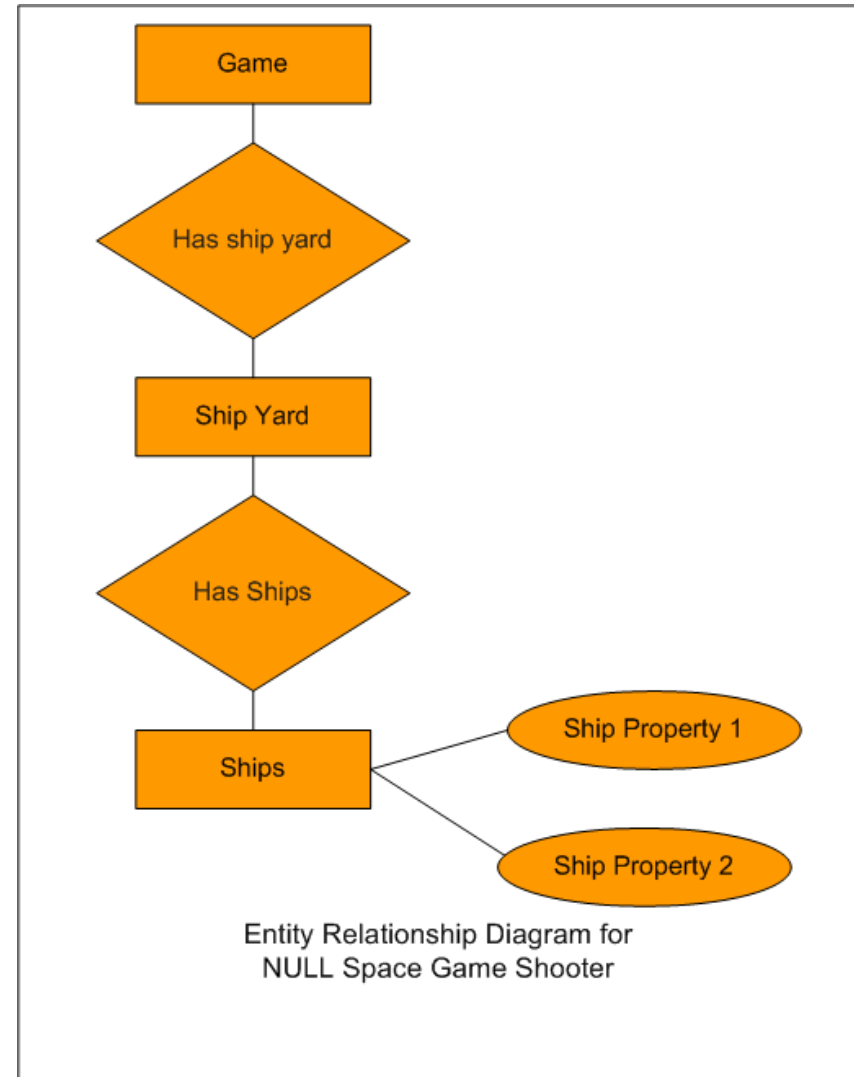 Game
Has ship yard
Ship Yard
Has Ships
Ships
Ship Property 1
Ship Property 2
Entity Relationship Diagram for
NULL Space Game Shooter